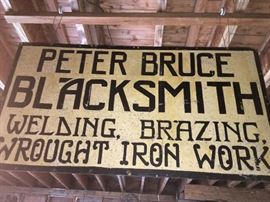 PETER BRUCE
BLACKSMITH
WELDING, BRAZING,
WROUGHT IRON WORK